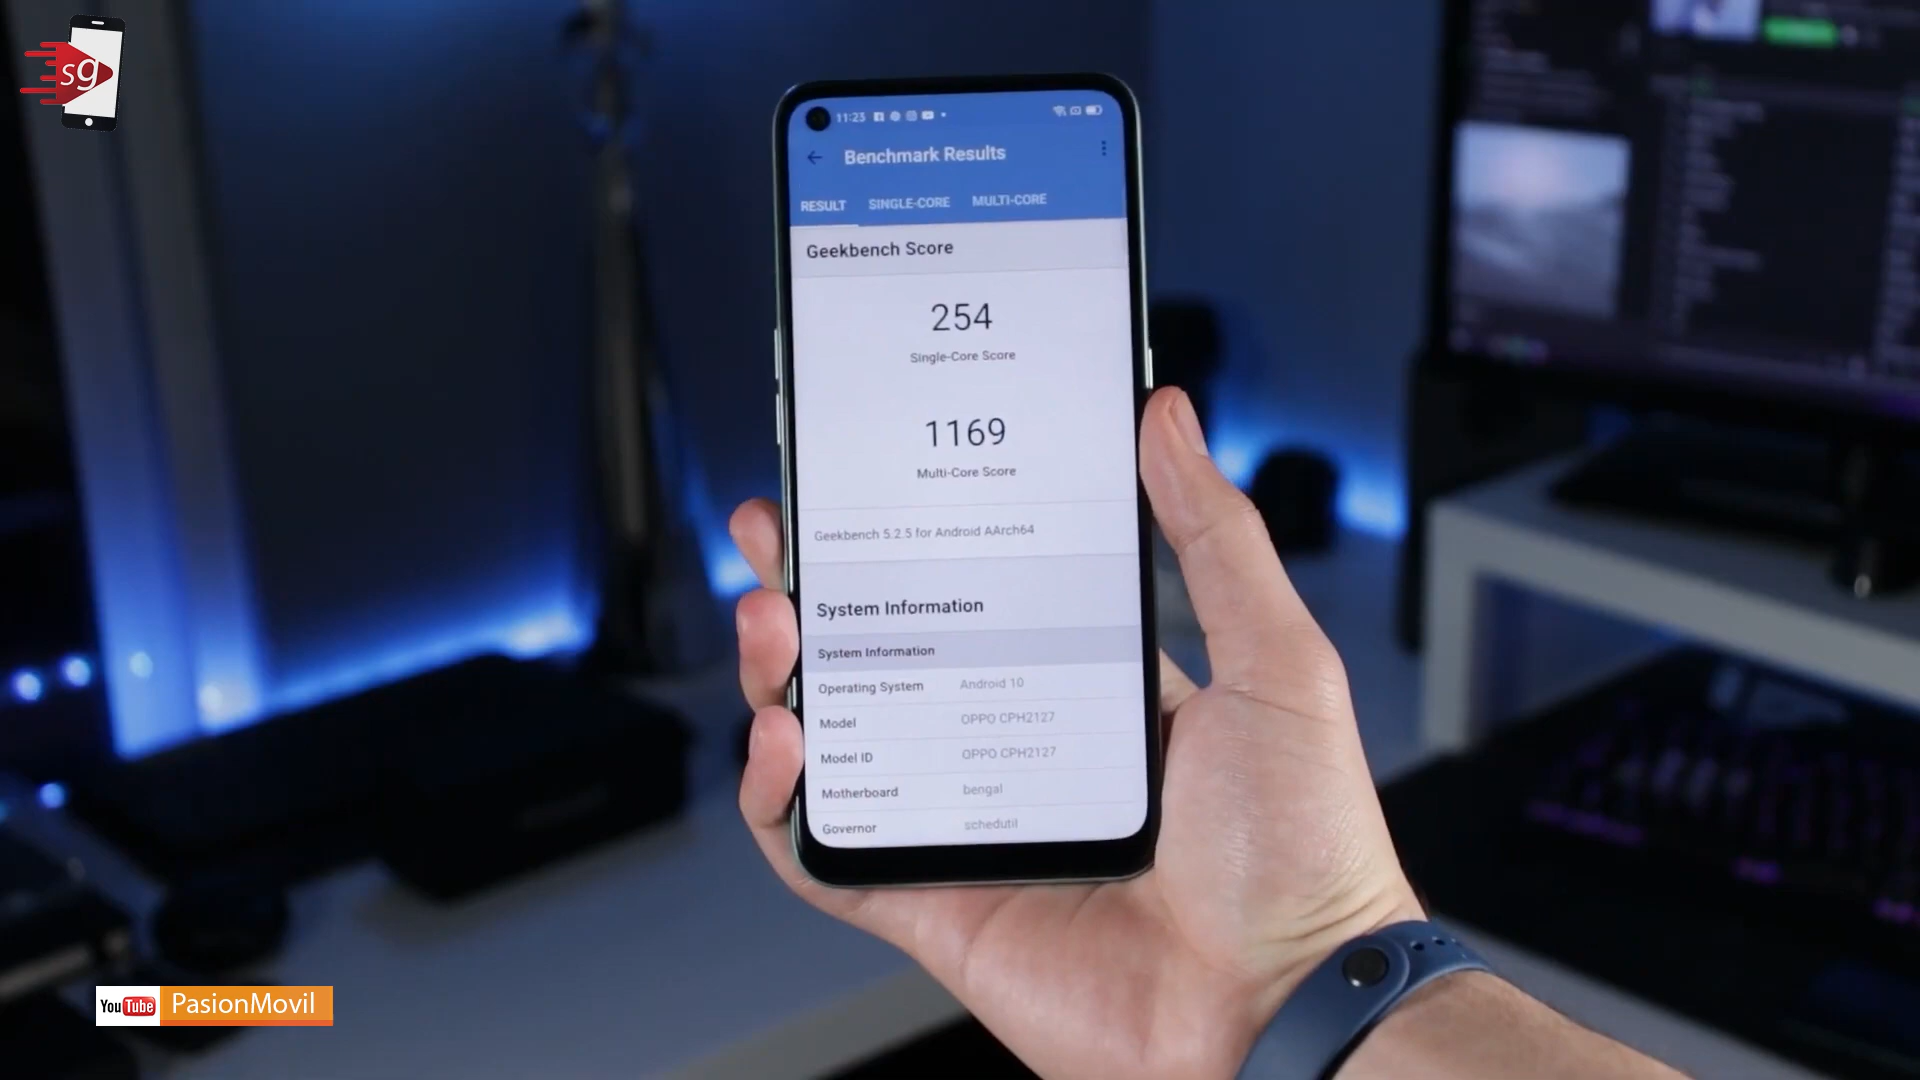 sg
11:23
Benchmark Results
RESULT SINGLE-CORE MULTI-CORE
Geekbench Score
254
Single-Core Score
1169
Multi-Core Score
Geekbench 5.2.5 for Android AArch64
System Information
System Information
Operating System Android 10
Model OPPO CPH2127
Model ID OPPO CPH2127
Motherboard bengal
Governor schedutil
YouTube PasionMovil